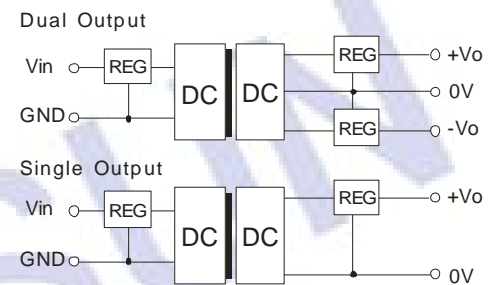 Dual Output
Vin REG REG +Vo
DC DC 0V
GND REG -Vo
Single Output
Vin REG REG +Vo
DC DC
GND 0V